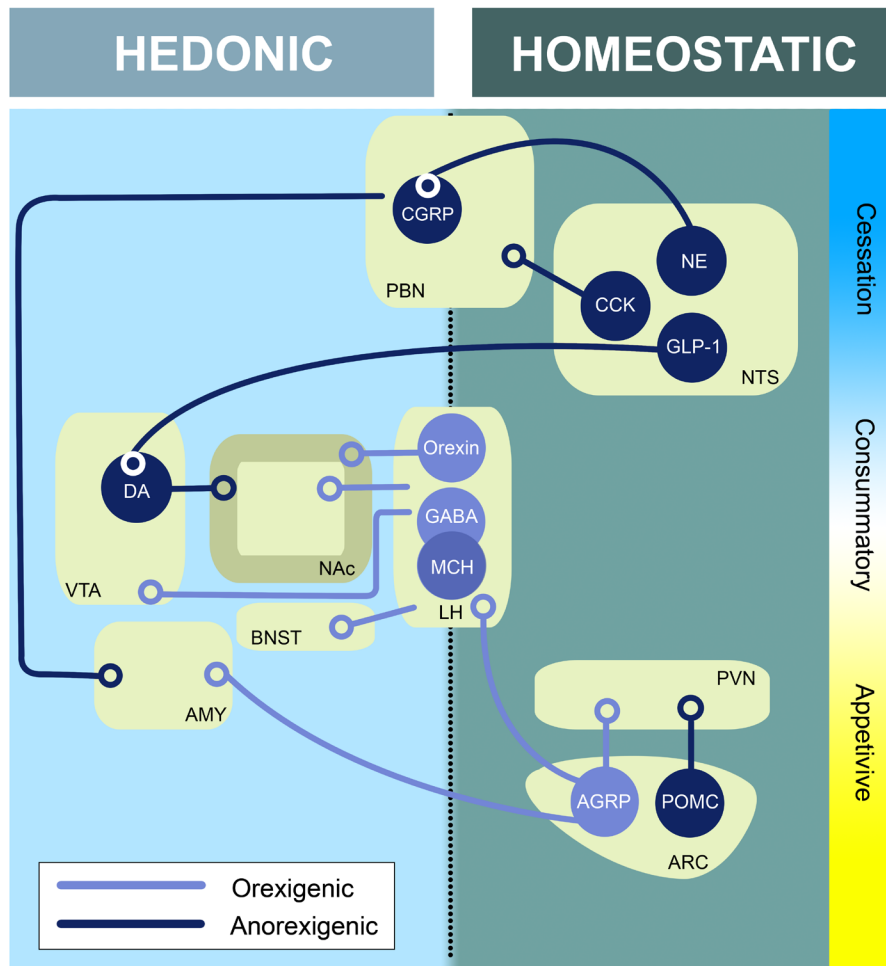 HEDONIC
HOMEOSTATIC
CGRP
PBN
NE
CCK
GLP-1
NTS
Cessation
Orexin
DA
GABA
MCH
NAc
VTA
LH
BNST
Consummatory
AMY
PVN
AGRP
POMC
ARC
Appetivive
Orexigenic
Anorexigenic